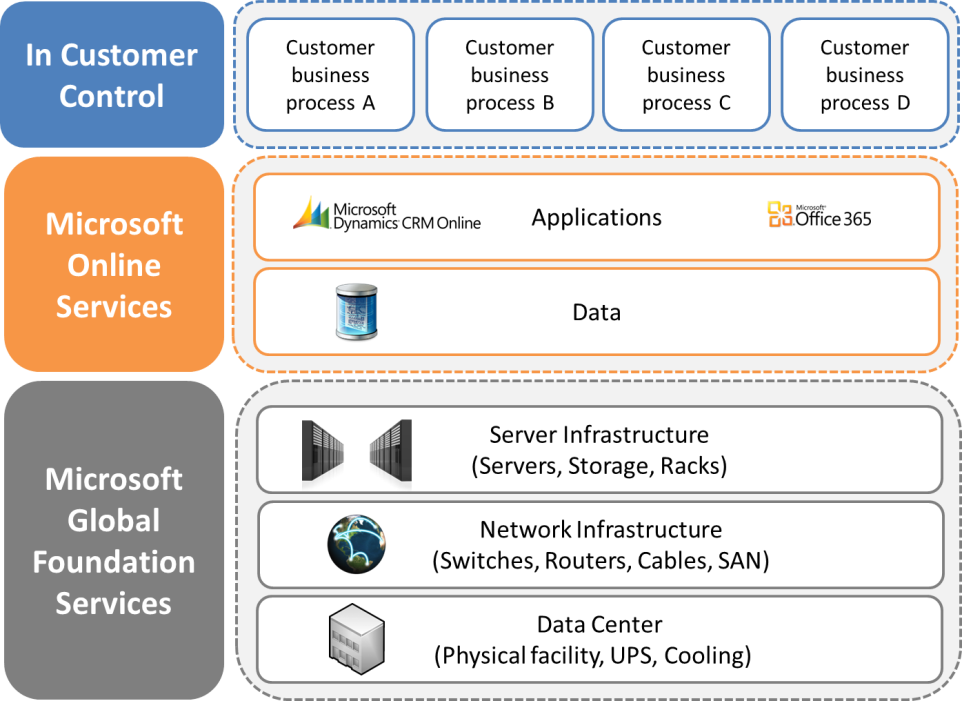 In Customer
Control
Customer
business
process A
Customer
business
process B
Customer
business
process C
Customer
business
process D
Microsoft
Online
Services
Microsoft
Dynamics CRM Online
Applications
Microsoft®
Office 365
Data
Microsoft
Global
Foundation
Services
Server Infrastructure
(Servers, Storage, Racks)
Network Infrastructure
(Switches, Routers, Cables, SAN)
Data Center
(Physical facility, UPS, Cooling)